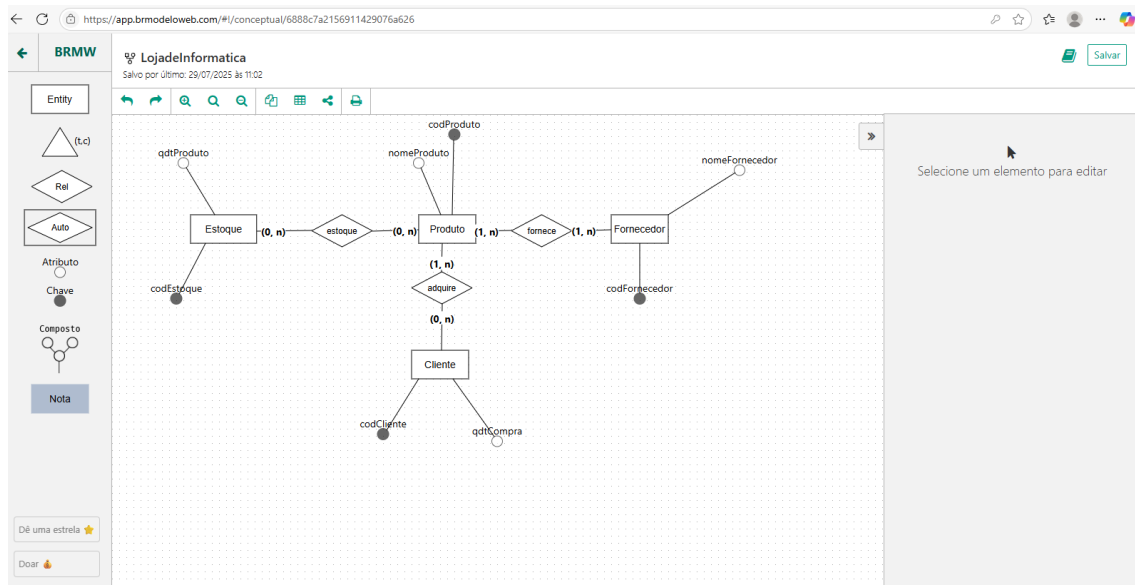 https://app.brmodeloweb.com/#!/conceptual/6888c7a2156911429076a626
BRMW
LojadeInformatica
Salvo por último: 29/07/2025 às 11:02
Salvar
Entity
(t,c)
Rel
Auto
Atributo
Chave
Composto
Nota
Dê uma estrela
Doar
codProduto
qdtProduto
nomeProduto
nomeFornecedor
Selecione um elemento para editar
Estoque
(0, n)
estoque
(0, n)
Produto
(1, n)
fornece
(1, n)
Fornecedor
(1, n)
codEstoque
adquire
codFornecedor
(0, n)
Cliente
codCliente
qdtCompra